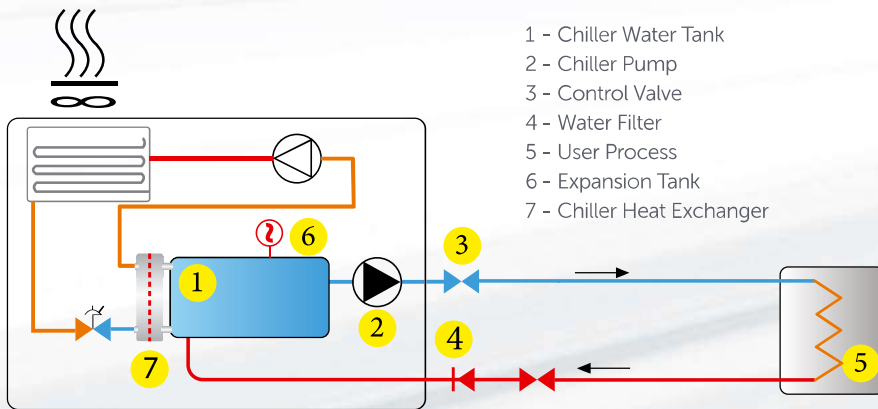 1 - Chiller Water Tank
2 - Chiller Pump
3 - Control Valve
4 - Water Filter
5 - User Process
6 - Expansion Tank
7 - Chiller Heat Exchanger
6
3
1
2
4
7
5